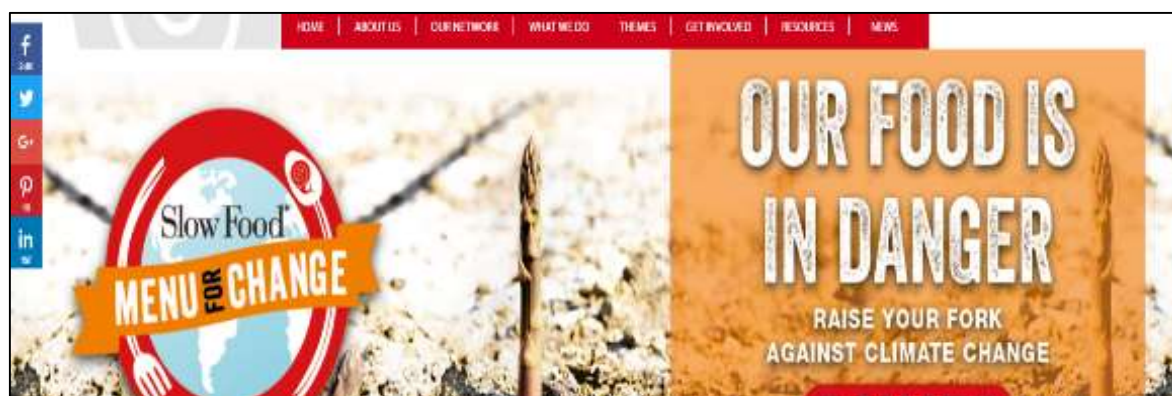 HOME ABOUT US OUR NETWORK WHAT WE DO THEMES GET INVOLVED RESOURCES NEWS
f
G+
in
Slow Food®
MENU FOR CHANGE
OUR FOOD IS
IN DANGER
RAISE YOUR FORK
AGAINST CLIMATE CHANGE